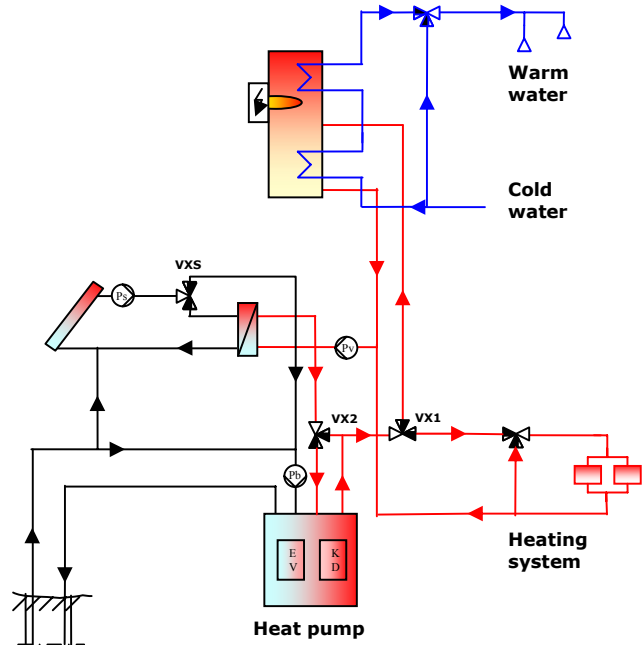 Warm
water
Cold
water
VXS
Ps
Pv
VX2
VX1
Pb
E
V
K
D
Heating
system
Heat pump